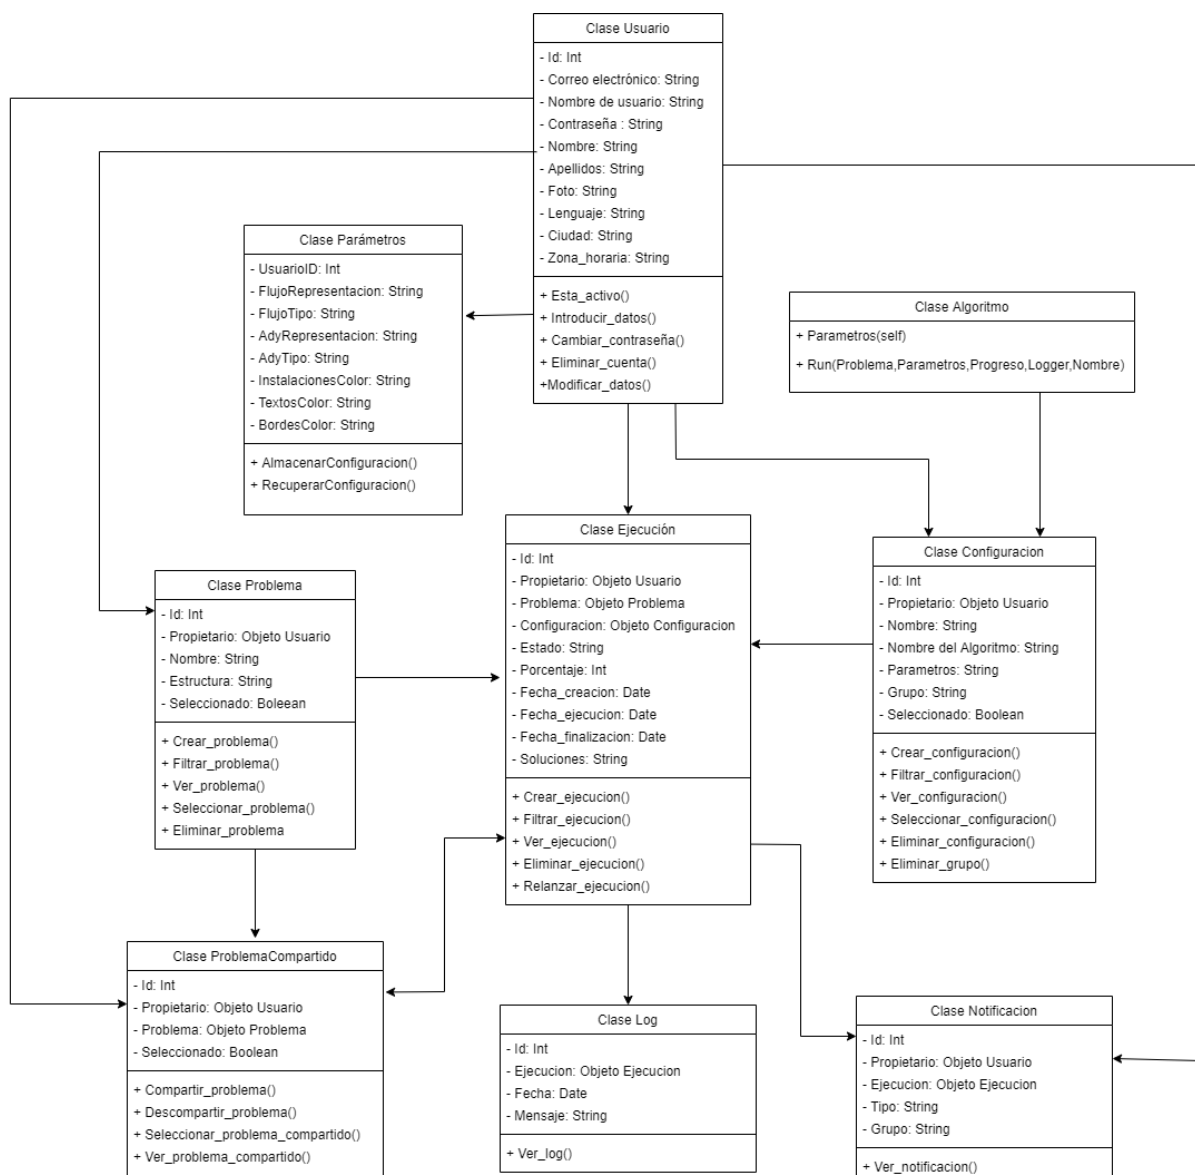 Clase Usuario
- Id: Int
- Correo electrónico: String
- Nombre de usuario: String
- Contraseña : String
- Nombre: String
- Apellidos: String
- Foto: String
- Lenguaje: String
- Ciudad: String
- Zona_horaria: String
+ Esta_activo()
+ Introducir_datos()
+ Cambiar_contraseña()
+ Eliminar_cuenta()
+Modificar_datos()
Clase Parámetros
- UsuarioID: Int
- FlujoRepresentacion: String
- FlujoTipo: String
- AdyRepresentacion: String
- AdyTipo: String
- InstalacionesColor: String
- TextosColor: String
- BordesColor: String
+ AlmacenarConfiguracion()
+ RecuperarConfiguracion()
Clase Algoritmo
+ Parametros(self)
+ Run(Problema,Parametros,Progreso,Logger,Nombre)
Clase Ejecución
- Id: Int
- Propietario: Objeto Usuario
- Problema: Objeto Problema
- Configuracion: Objeto Configuracion
- Estado: String
- Porcentaje: Int
- Fecha_creacion: Date
- Fecha_ejecucion: Date
- Fecha_finalizacion: Date
- Soluciones: String
+ Crear_ejecucion()
+ Filtrar_ejecucion()
+ Ver_ejecucion()
+ Eliminar_ejecucion()
+ Relanzar_ejecucion()
Clase Configuracion
- Id: Int
- Propietario: Objeto Usuario
- Nombre: String
- Nombre del Algoritmo: String
- Parametros: String
- Grupo: String
- Seleccionado: Boolean
+ Crear_configuracion()
+ Filtrar_configuracion()
+ Ver_configuracion()
+ Seleccionar_configuracion()
+ Eliminar_configuracion()
+ Eliminar_grupo()
Clase Problema
- Id: Int
- Propietario: Objeto Usuario
- Nombre: String
- Estructura: String
- Seleccionado: Boleean
+ Crear_problema()
+ Filtrar_problema()
+ Ver_problema()
+ Seleccionar_problema()
+ Eliminar_problema
Clase ProblemaCompartido
- Id: Int
- Propietario: Objeto Usuario
- Problema: Objeto Problema
- Seleccionado: Boolean
+ Compartir_problema()
+ Descompartir_problema()
+ Seleccionar_problema_compartido()
+ Ver_problema_compartido()
Clase Log
- Id: Int
- Ejecucion: Objeto Ejecucion
- Fecha: Date
- Mensaje: String
+ Ver_log()
Clase Notificacion
- Id: Int
- Propietario: Objeto Usuario
- Ejecucion: Objeto Ejecucion
- Tipo: String
- Grupo: String
+ Ver_notificacion()